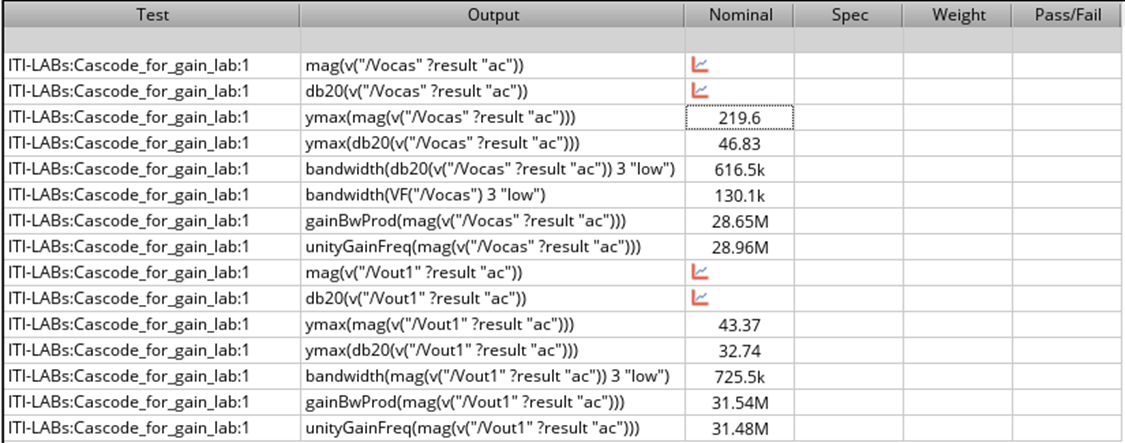 Test Output Nominal Spec Weight Pass/Fail
ITI-LABs:Cascode_for_gain_lab:1 mag(v("/Vocas" ?result "ac"))
ITI-LABs:Cascode_for_gain_lab:1 db20(v("/Vocas" ?result "ac"))
ITI-LABs:Cascode_for_gain_lab:1 ymax(mag(v("/Vocas" ?result "ac"))) 219.6
ITI-LABs:Cascode_for_gain_lab:1 ymax(db20(v("/Vocas" ?result "ac"))) 46.83
ITI-LABs:Cascode_for_gain_lab:1 bandwidth(db20(v("/Vocas" ?result "ac")) 3 "low") 616.5k
ITI-LABs:Cascode_for_gain_lab:1 bandwidth(VF("/Vocas") 3 "low") 130.1k
ITI-LABs:Cascode_for_gain_lab:1 gainBwProd(mag(v("/Vocas" ?result "ac"))) 28.65M
ITI-LABs:Cascode_for_gain_lab:1 unityGainFreq(mag(v("/Vocas" ?result "ac"))) 28.96M
ITI-LABs:Cascode_for_gain_lab:1 mag(v("/Vout1" ?result "ac"))
ITI-LABs:Cascode_for_gain_lab:1 db20(v("/Vout1" ?result "ac"))
ITI-LABs:Cascode_for_gain_lab:1 ymax(mag(v("/Vout1" ?result "ac"))) 43.37
ITI-LABs:Cascode_for_gain_lab:1 ymax(db20(v("/Vout1" ?result "ac"))) 32.74
ITI-LABs:Cascode_for_gain_lab:1 bandwidth(mag(v("/Vout1" ?result "ac")) 3 "low") 725.5k
ITI-LABs:Cascode_for_gain_lab:1 gainBwProd(mag(v("/Vout1" ?result "ac"))) 31.54M
ITI-LABs:Cascode_for_gain_lab:1 unityGainFreq(mag(v("/Vout1" ?result "ac"))) 31.48M